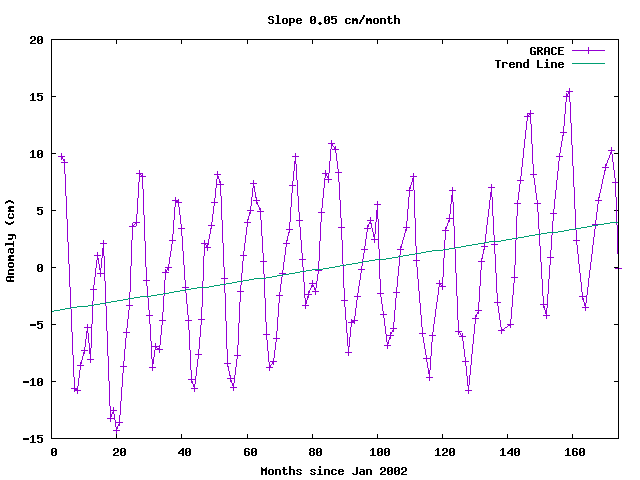 Slope 0.05 cm/month
GRACE
Trend Line
20
15
10
5
0
-5
-10
-15
Anomaly (cm)
0 20 40 60 80 100 120 140 160
Months since Jan 2002